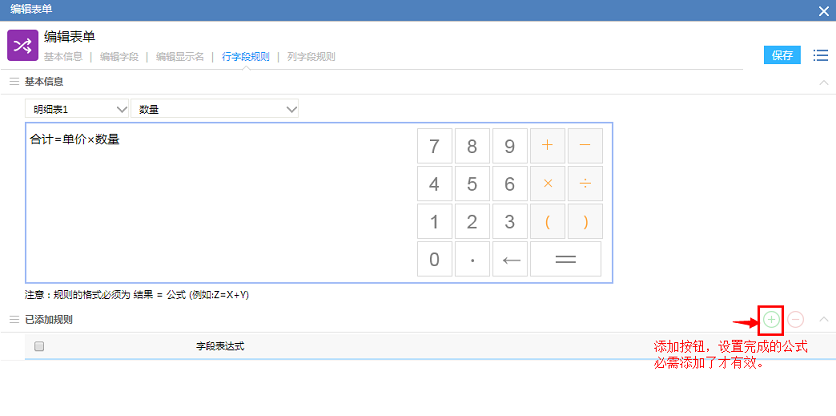 编辑表单
编辑表单
基本信息 | 编辑字段 | 编辑显示名 | 行字段规则 | 列字段规则
保存
基本信息
明细表1 数量
合计=单价×数量
7 8 9 + −
4 5 6 × ÷
1 2 3 ( )
0 · ← =
注意：规则的格式必须为 结果 = 公式 (例如:Z=X+Y)
已添加规则
字段表达式
添加按钮，设置完成的公式
必需添加了才有效。